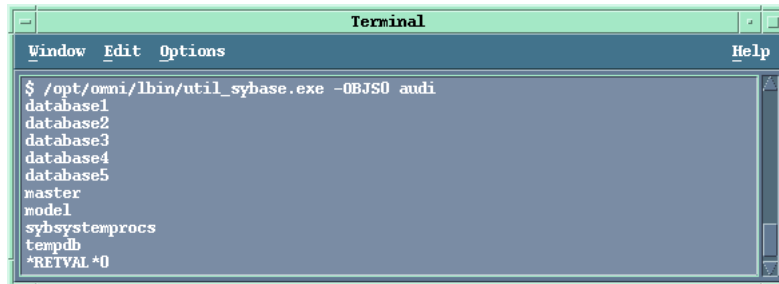 Terminal
Window Edit Options Help
$ /opt/omni/lbin/util_sybase.exe -OBJS0 audi
database1
database2
database3
database4
database5
master
model
sybsystemprocs
tempdb
*RETVAL*0